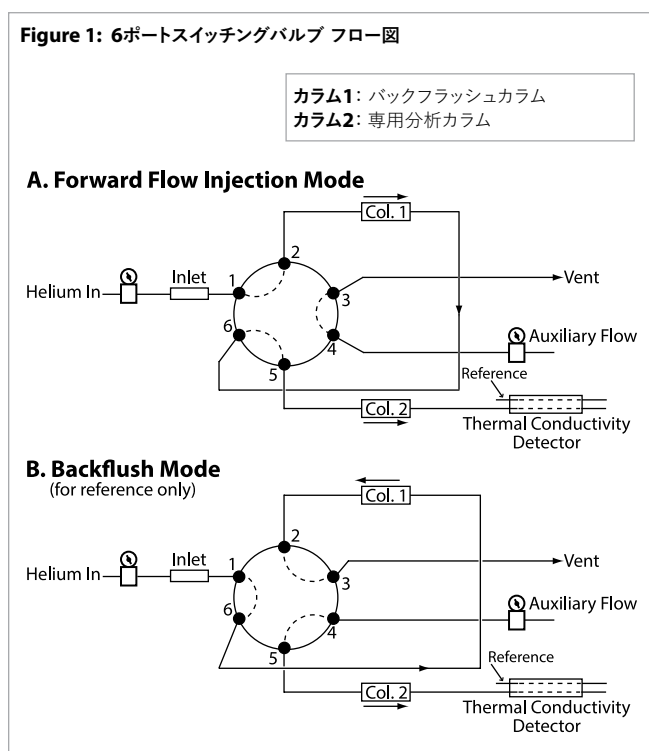 Figure 1: 6ポートスイッチングバルブ フロー図
カラム1: バックフラッシュカラム
カラム2: 専用分析カラム
A. Forward Flow Injection Mode
Col. 1
2
Helium In
Inlet
1
3
Vent
6
4
Auxiliary Flow
5
Reference
Col. 2
Thermal Conductivity
Detector
B. Backflush Mode
(for reference only)
Col. 1
2
Helium In
Inlet
1
3
Vent
6
4
Auxiliary Flow
5
Reference
Col. 2
Thermal Conductivity
Detector